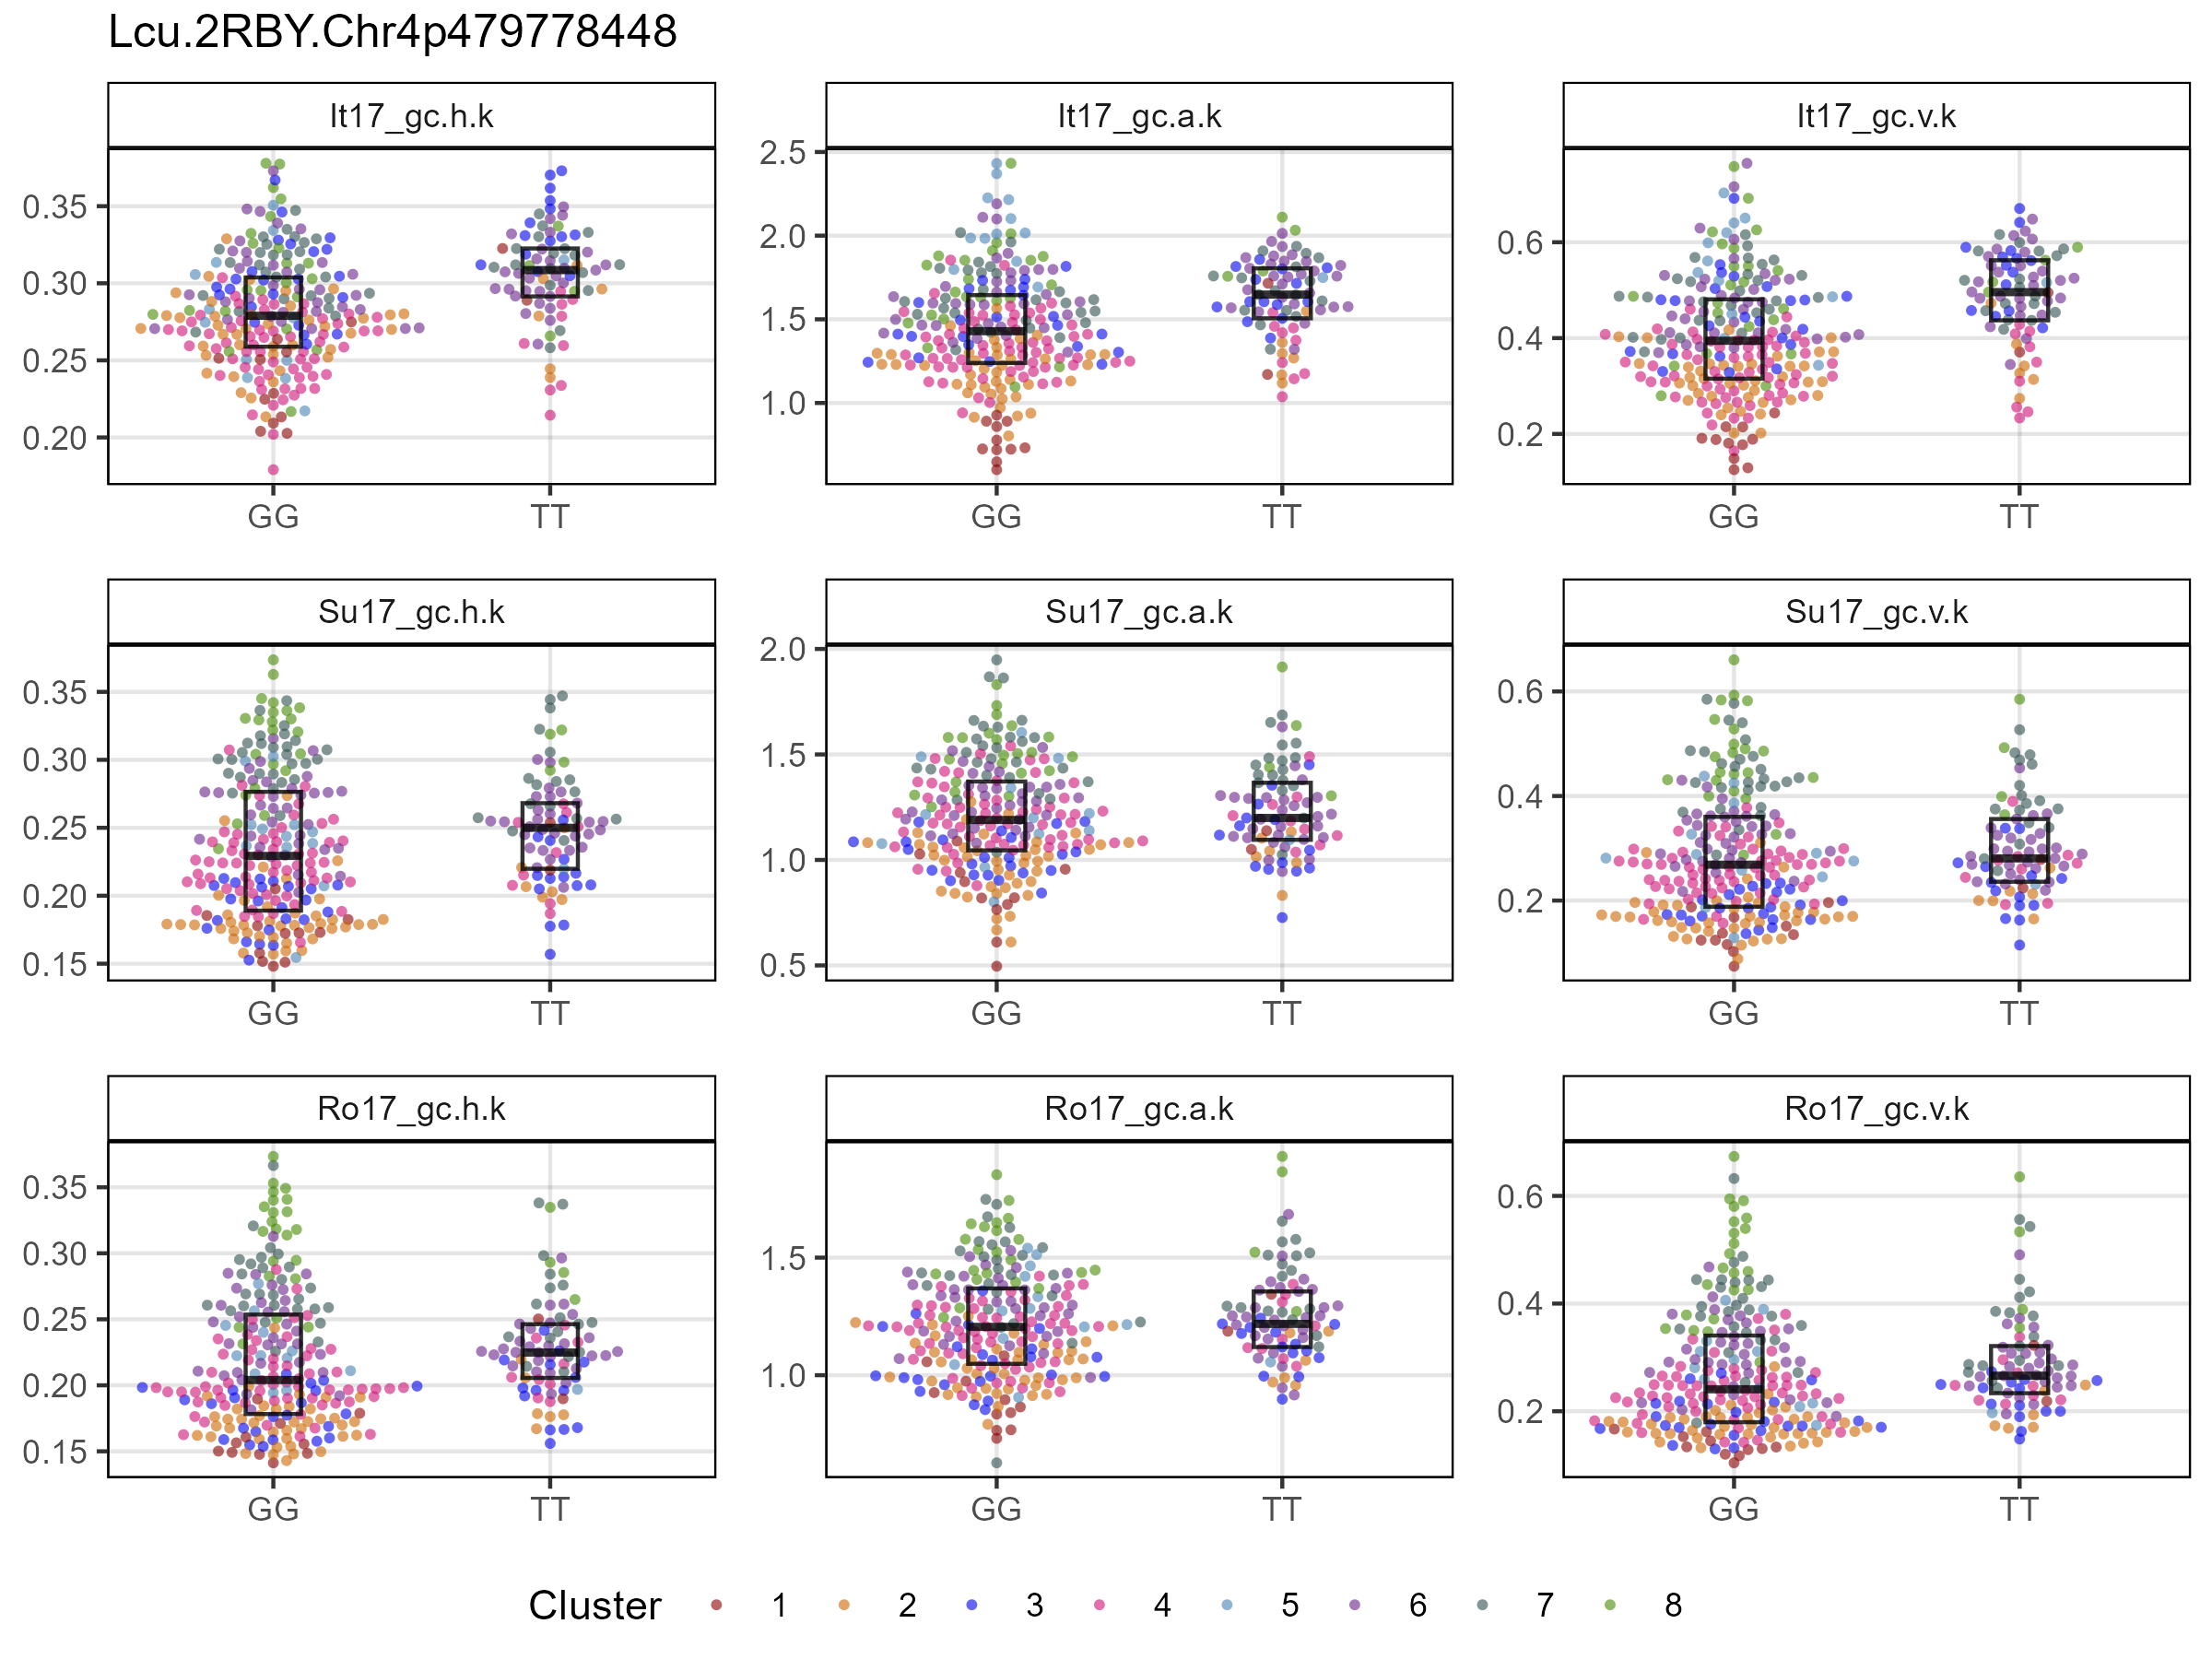 Lcu.2RBY.Chr4p479778448
It17_gc.h.k
It17_gc.a.k
It17_gc.v.k
0.35
0.30
0.25
0.20
2.5
2.0
1.5
1.0
0.6
0.4
0.2
GG TT
GG TT
GG TT
Su17_gc.h.k
Su17_gc.a.k
Su17_gc.v.k
0.35
0.30
0.25
0.20
0.15
2.0
1.5
1.0
0.5
0.6
0.4
0.2
GG TT
GG TT
GG TT
Ro17_gc.h.k
Ro17_gc.a.k
Ro17_gc.v.k
0.35
0.30
0.25
0.20
0.15
1.5
1.0
0.6
0.4
0.2
GG TT
GG TT
GG TT
Cluster 1 2 3 4 5 6 7 8